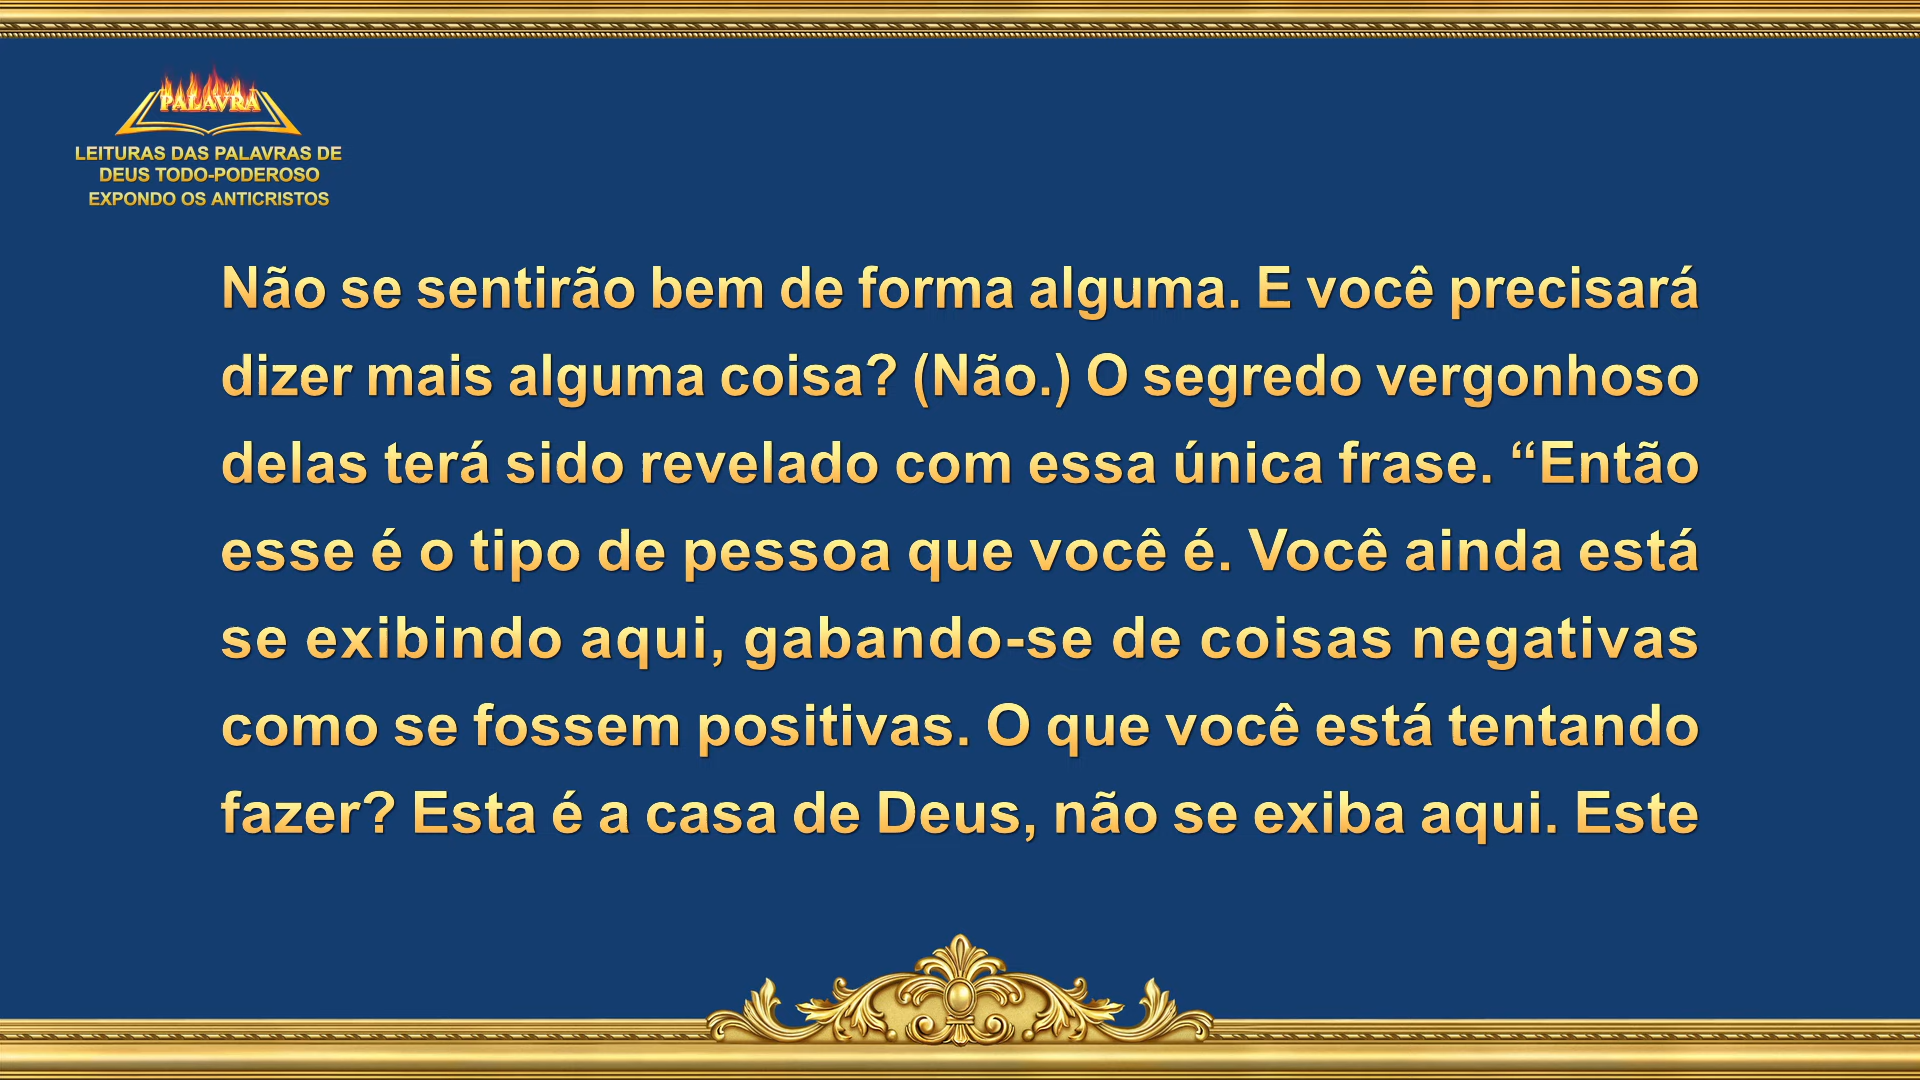 PALAVRA
LEITURAS DAS PALAVRAS DE
DEUS TODO-PODEROSO
EXPONDO OS ANTICRISTOS
Não se sentirão bem de forma alguma. E você precisará
dizer mais alguma coisa? (Não.) O segredo vergonhoso
delas terá sido revelado com essa única frase. “Então
esse é o tipo de pessoa que você é. Você ainda está
se exibindo aqui, gabando-se de coisas negativas
como se fossem positivas. O que você está tentando
fazer? Esta é a casa de Deus, não se exiba aqui. Este